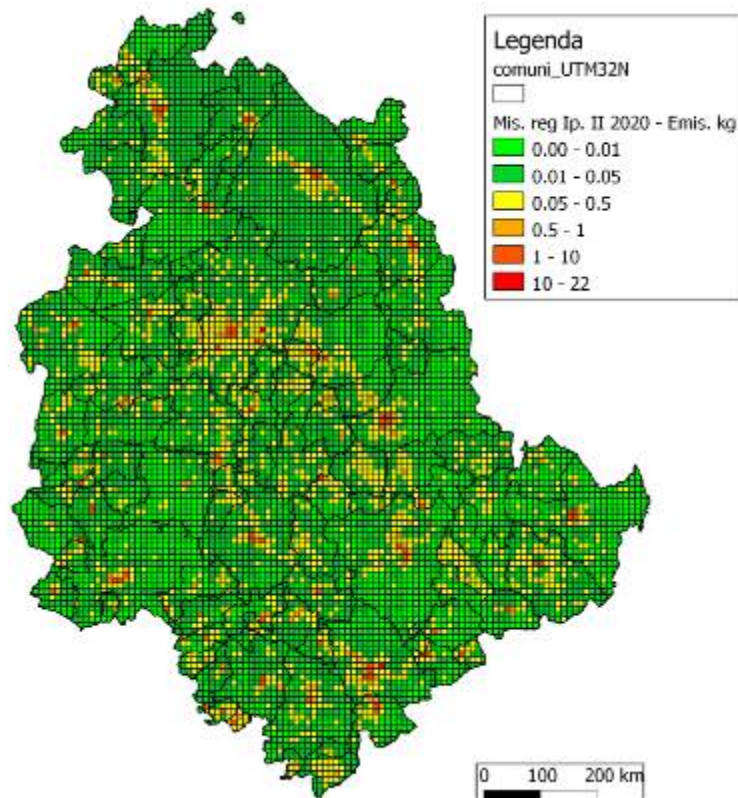 Legenda
comuni_UTM32N
Mis. reg Ip. II 2020 - Emis. kg
0.00 - 0.01
0.01 - 0.05
0.05 - 0.5
0.5 - 1
1 - 10
10 - 22
0 100 200 km